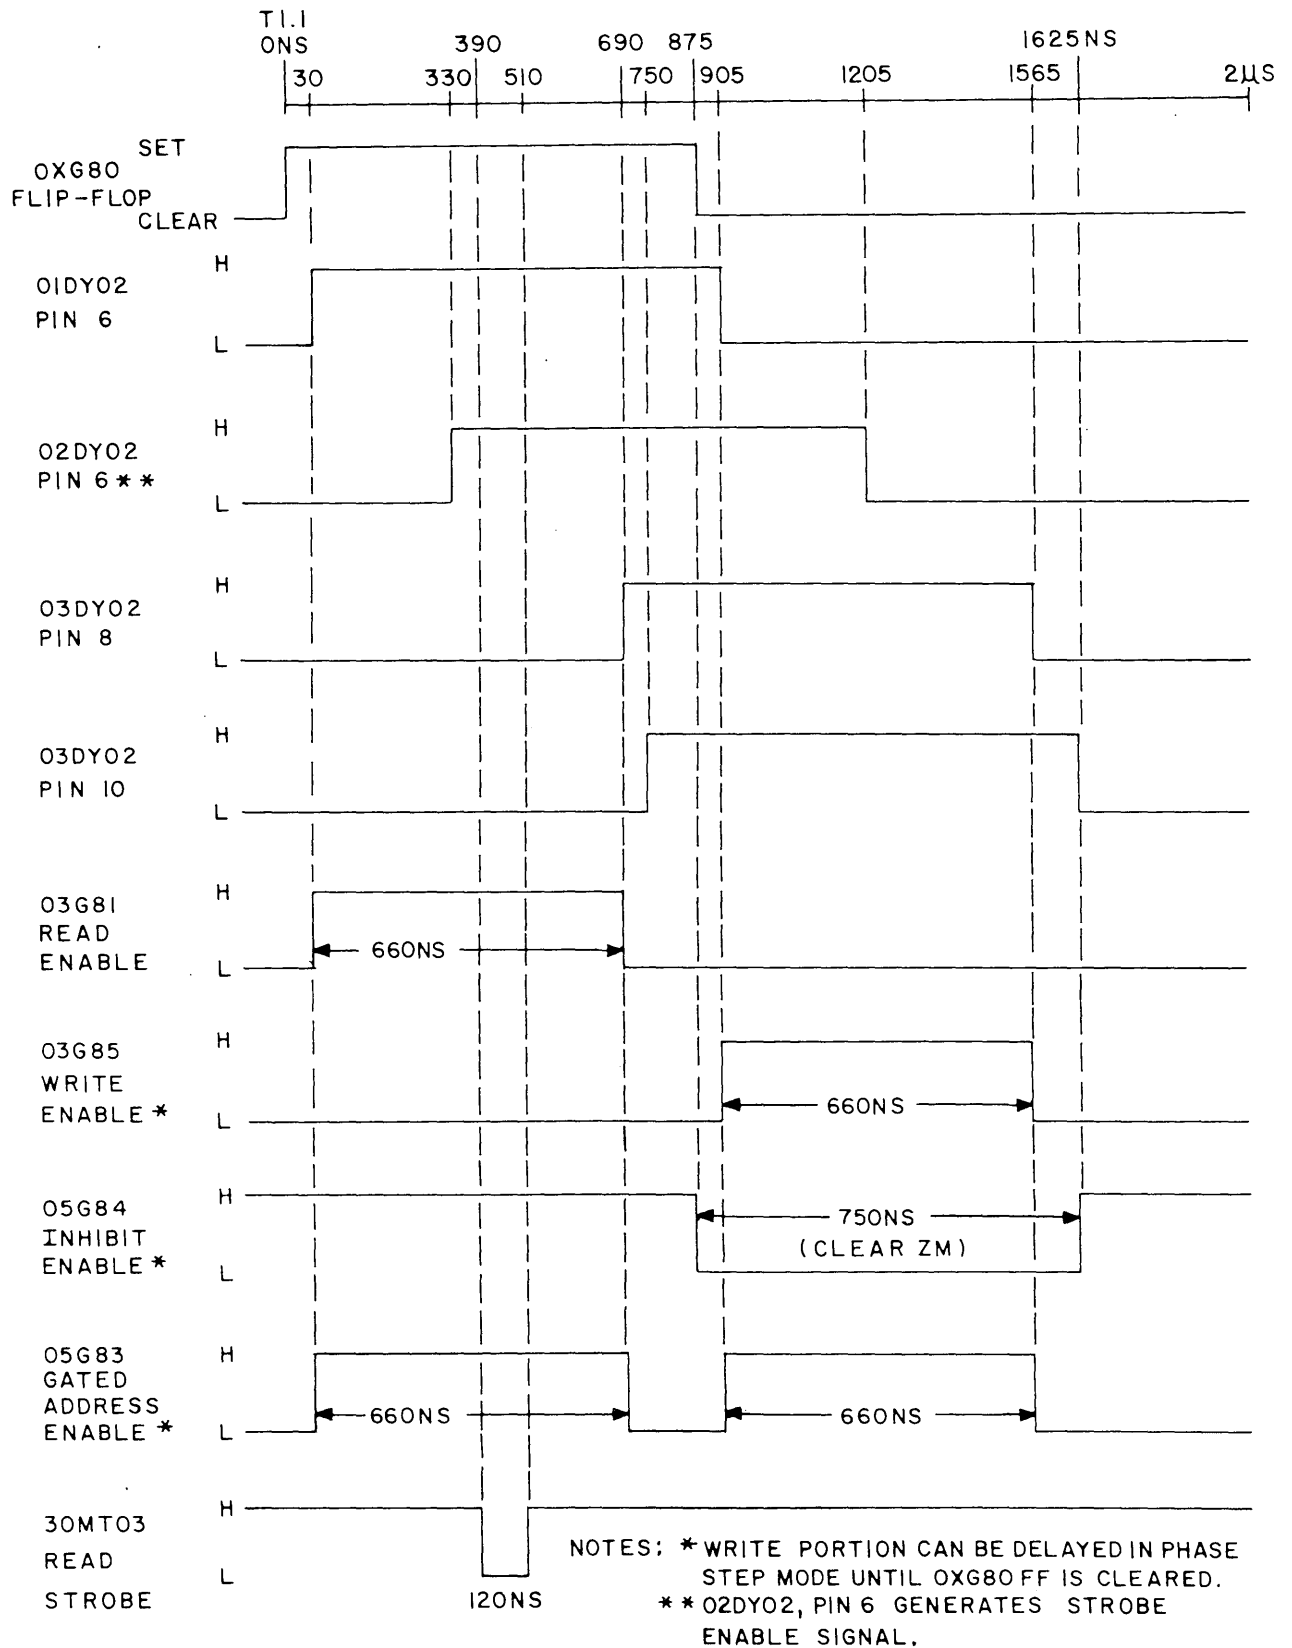 T1.1
0NS 390 690 875 1625NS
30 330 510 750 905 1205 1565 2μS
SET
0XG80
FLIP-FLOP
CLEAR
H
01DY02
PIN 6
L
H
02DY02
PIN 6**
L
H
03DY02
PIN 8
L
H
03DY02
PIN 10
L
H
03G81
READ
660NS
ENABLE
L
H
03G85
WRITE
660NS
ENABLE*
L
H
05G84
750NS
INHIBIT
(CLEAR ZM)
ENABLE*
L
05G83 H
GATED
ADDRESS
660NS 660NS
ENABLE*
L
H
30MT03
READ
L
STROBE
120NS
NOTES: * WRITE PORTION CAN BE DELAYED IN PHASE
STEP MODE UNTIL 0XG80 FF IS CLEARED.
** 02DY02, PIN 6 GENERATES STROBE
ENABLE SIGNAL.